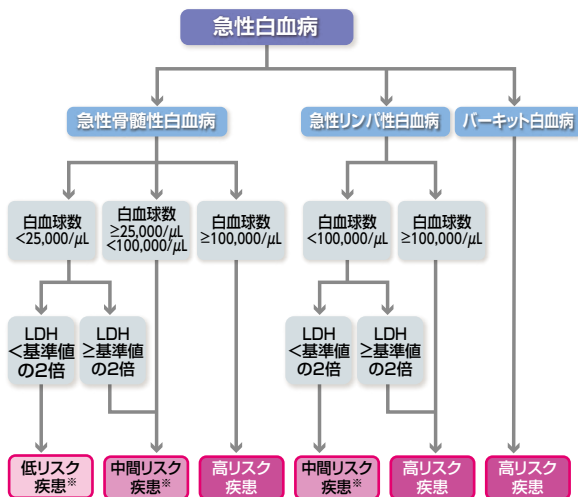 急性白血病
急性骨髄性白血病
急性リンパ性白血病
バーキット白血病
白血球数
<25,000/μL
白血球数
≥25,000/μL
<100,000/μL
白血球数
≥100,000/μL
白血球数
<100,000/μL
白血球数
≥100,000/μL
LDH
<基準値
の2倍
LDH
≥基準値
の2倍
LDH
<基準値
の2倍
LDH
≥基準値
の2倍
低リスク
疾患※
中間リスク
疾患※
高リスク
疾患
中間リスク
疾患※
高リスク
疾患
高リスク
疾患